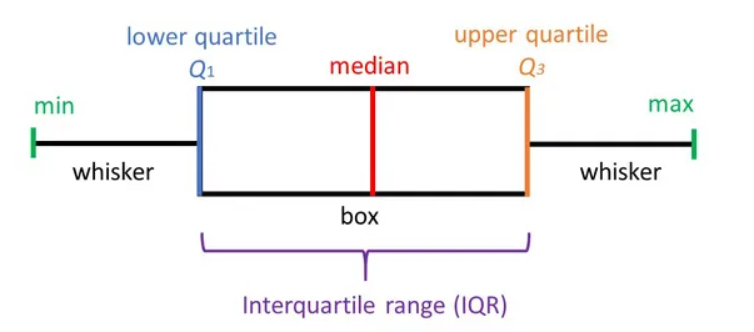 lower quartile
Q1
median
upper quartile
Q3
min
max
whisker
whisker
box
Interquartile range (IQR)